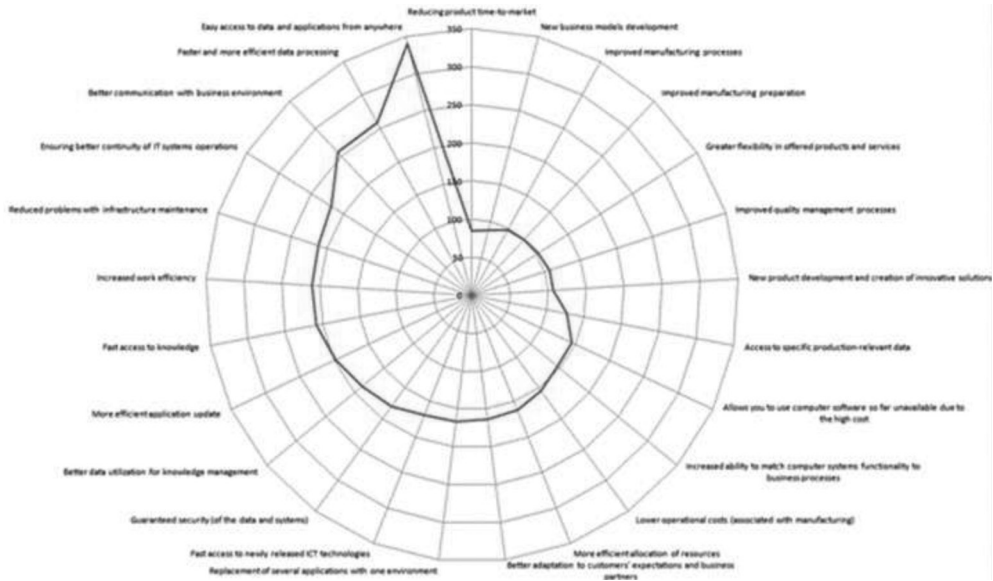 Reducing product time-to-market
New business models development
Improved manufacturing processes
Improved manufacturing preparation
Greater flexibility in offered products and services
Improved quality management processes
New product development and creation of innovative solutions
Access to specific production-relevant data
Allows you to use computer software so far unavailable due to
the high cost
Increased ability to match computer systems functionality to
business processes
Lower operational costs (associated with manufacturing)
More efficient allocation of resources
Better adaptation to customers' expectations and business
partners
Replacement of several applications with one environment
Fast access to newly released ICT technologies
Guaranteed security (of the data and systems)
Better data utilization for knowledge management
More efficient application update
Fast access to knowledge
Increased work efficiency
Reduced problems with infrastructure maintenance
Ensuring better continuity of IT systems operations
Better communication with business environment
Faster and more efficient data processing
Easy access to data and applications from anywhere
350
300
250
200
150
100
50
0